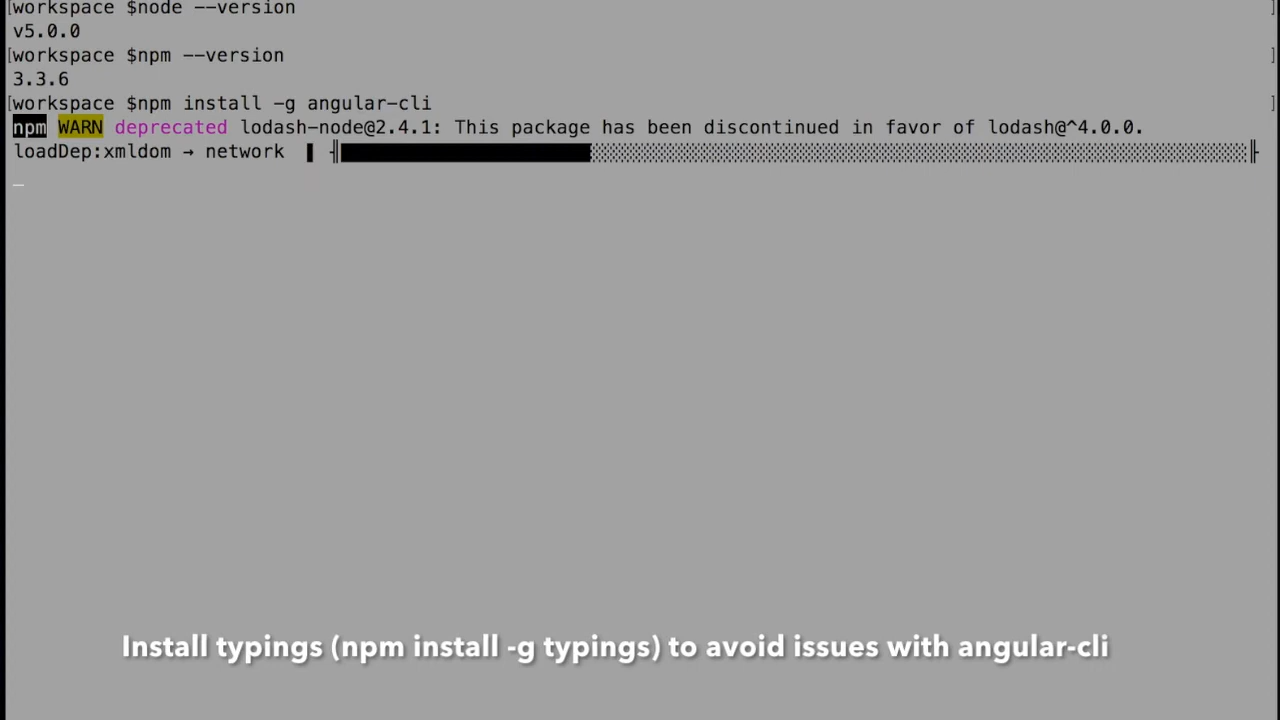 [workspace $node --version ]
v5.0.0
[workspace $npm --version ]
3.3.6
[workspace $npm install -g angular-cli ]
npm WARN deprecated lodash-node@2.4.1: This package has been discontinued in favor of lodash@^4.0.0.
loadDep:xmldom → network ▌ ╢█████████████████████░░░░░░░░░░░░░░░░░░░░░░░░░░░░░░░░░░░░░░░░░░░░░░░░░░░░░░░░░╟
_
Install typings (npm install -g typings) to avoid issues with angular-cli